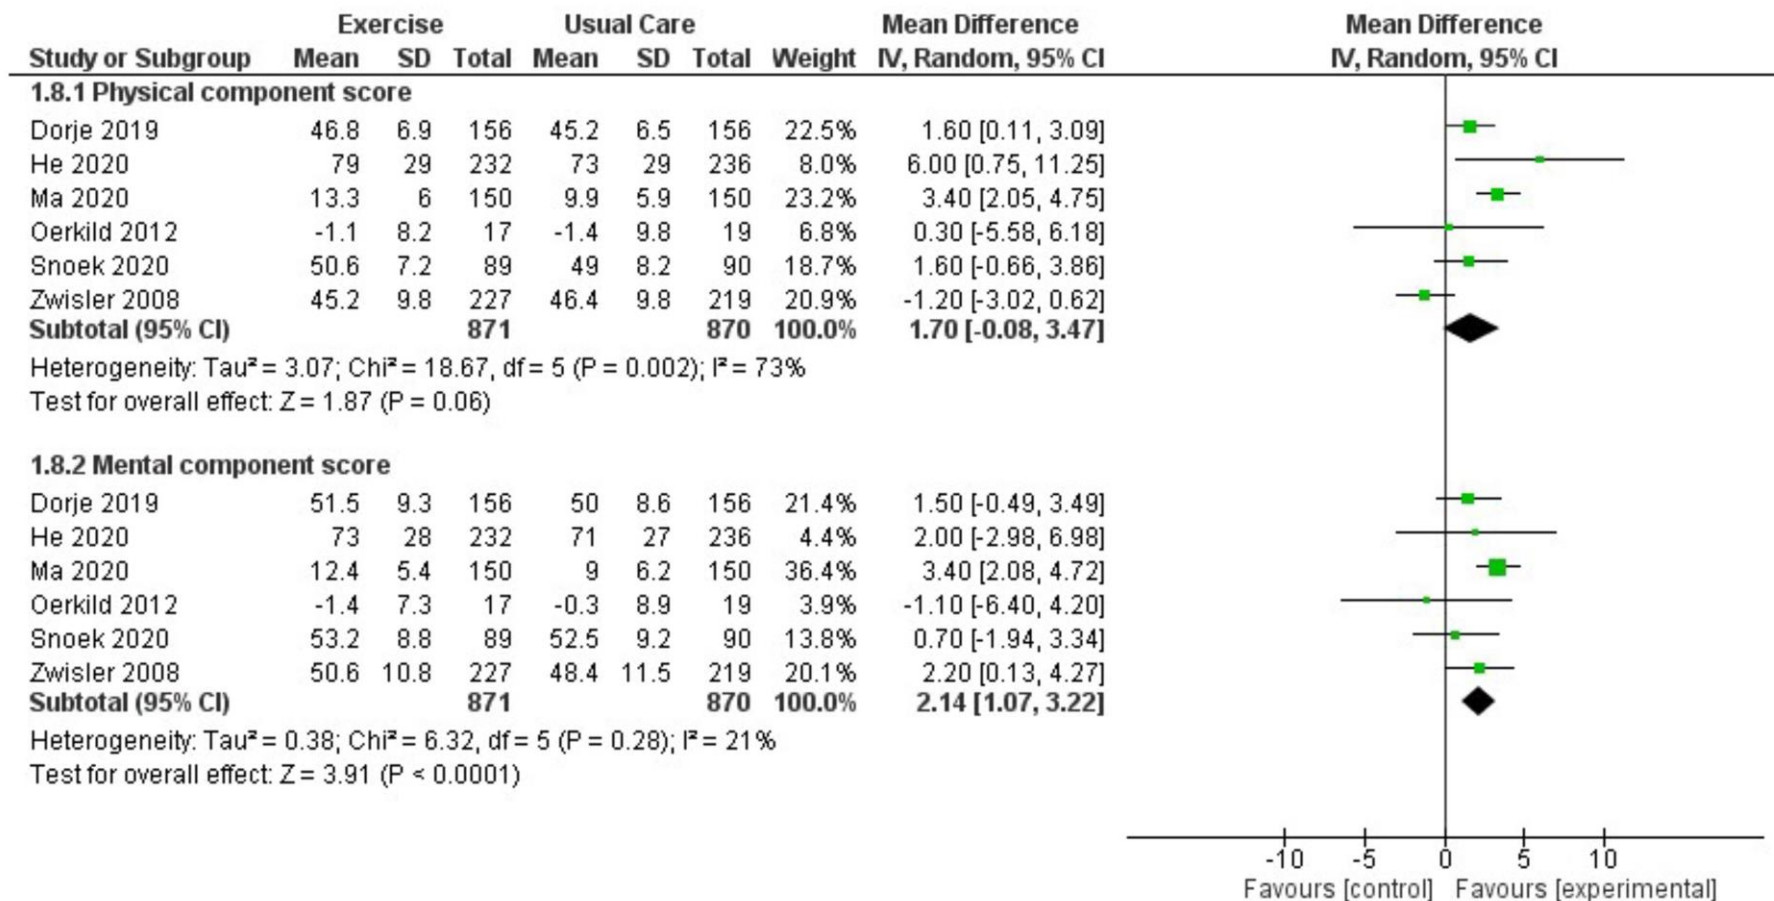 Exercise Usual Care Mean Difference Mean Difference
Study or Subgroup Mean SD Total Mean SD Total Weight IV, Random, 95% CI IV, Random, 95% CI
1.8.1 Physical component score
Dorje 2019 46.8 6.9 156 45.2 6.5 156 22.5% 1.60 [0.11, 3.09]
He 2020 79 29 232 73 29 236 8.0% 6.00 [0.75, 11.25]
Ma 2020 13.3 6 150 9.9 5.9 150 23.2% 3.40 [2.05, 4.75]
Oerkild 2012 -1.1 8.2 17 -1.4 9.8 19 6.8% 0.30 [-5.58, 6.18]
Snoek 2020 50.6 7.2 89 49 8.2 90 18.7% 1.60 [-0.66, 3.86]
Zwisler 2008 45.2 9.8 227 46.4 9.8 219 20.9% -1.20 [-3.02, 0.62]
Subtotal (95% CI) 871 870 100.0% 1.70 [-0.08, 3.47]
Heterogeneity: Tau² = 3.07; Chi² = 18.67, df = 5 (P = 0.002); I² = 73%
Test for overall effect: Z = 1.87 (P = 0.06)
1.8.2 Mental component score
Dorje 2019 51.5 9.3 156 50 8.6 156 21.4% 1.50 [-0.49, 3.49]
He 2020 73 28 232 71 27 236 4.4% 2.00 [-2.98, 6.98]
Ma 2020 12.4 5.4 150 9 6.2 150 36.4% 3.40 [2.08, 4.72]
Oerkild 2012 -1.4 7.3 17 -0.3 8.9 19 3.9% -1.10 [-6.40, 4.20]
Snoek 2020 53.2 8.8 89 52.5 9.2 90 13.8% 0.70 [-1.94, 3.34]
Zwisler 2008 50.6 10.8 227 48.4 11.5 219 20.1% 2.20 [0.13, 4.27]
Subtotal (95% CI) 871 870 100.0% 2.14 [1.07, 3.22]
Heterogeneity: Tau² = 0.38; Chi² = 6.32, df = 5 (P = 0.28); I² = 21%
Test for overall effect: Z = 3.91 (P < 0.0001)
-10 -5 0 5 10
Favours [control] Favours [experimental]